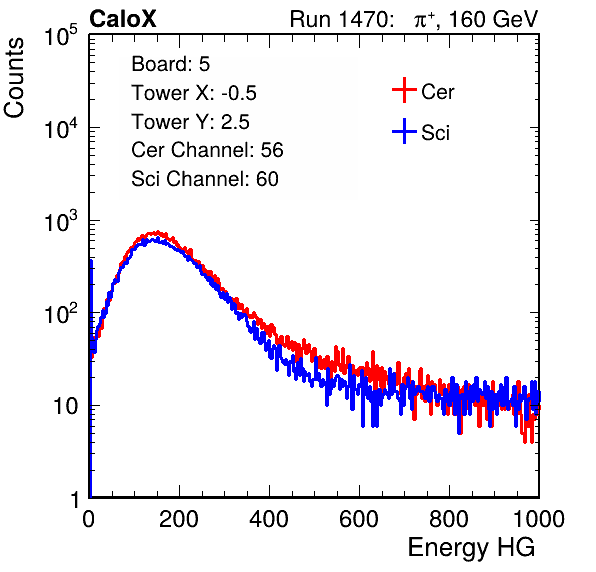 CaloX Run 1470: π⁺, 160 GeV
Counts
10⁵
10⁴
10³
10²
10
1
Board: 5
Tower X: -0.5
Tower Y: 2.5
Cer Channel: 56
Sci Channel: 60
Cer
Sci
0 200 400 600 800 1000
Energy HG